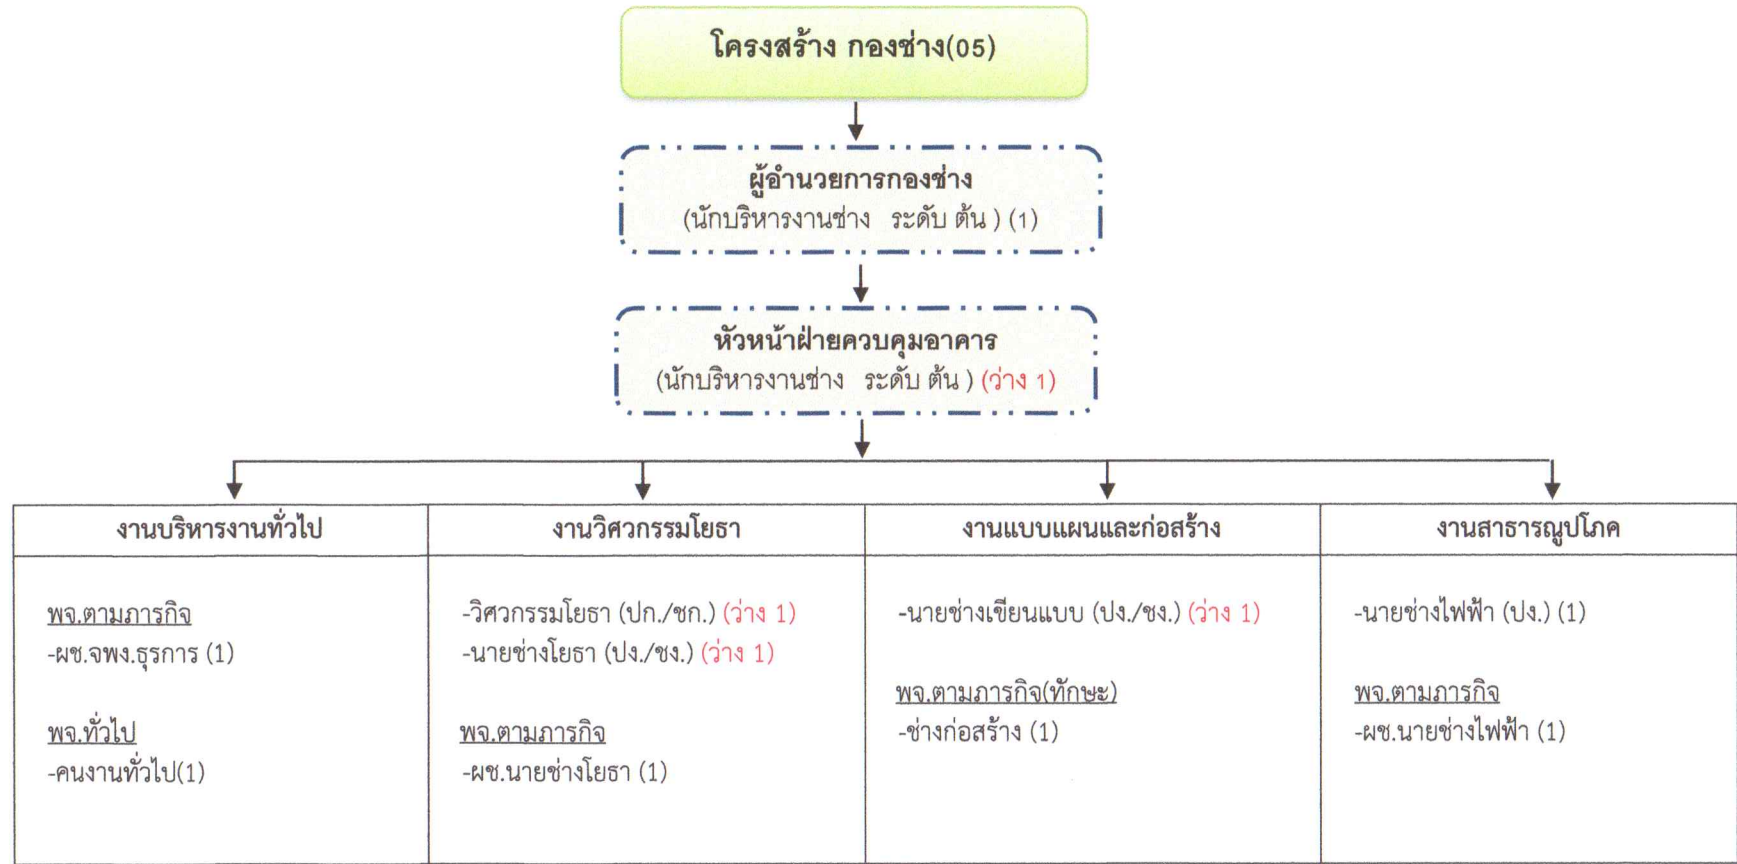 โครงสร้าง กองช่าง(05)
ผู้อำนวยการกองช่าง
(นักบริหารงานช่าง ระดับ ต้น ) (1)
หัวหน้าฝ่ายควบคุมอาคาร
(นักบริหารงานช่าง ระดับ ต้น ) (ว่าง 1)
งานบริหารงานทั่วไป
พจ.ตามภารกิจ
-ผช.จพง.ธุรการ (1)
พจ.ทั่วไป
-คนงานทั่วไป(1)
งานวิศวกรรมโยธา
-วิศวกรรมโยธา (ปก./ชก.) (ว่าง 1)
-นายช่างโยธา (ปง./ชง.) (ว่าง 1)
พจ.ตามภารกิจ
-ผช.นายช่างโยธา (1)
งานแบบแผนและก่อสร้าง
-นายช่างเขียนแบบ (ปง./ชง.) (ว่าง 1)
พจ.ตามภารกิจ(ทักษะ)
-ช่างก่อสร้าง (1)
งานสาธารณูปโภค
-นายช่างไฟฟ้า (ปง.) (1)
พจ.ตามภารกิจ
-ผช.นายช่างไฟฟ้า (1)